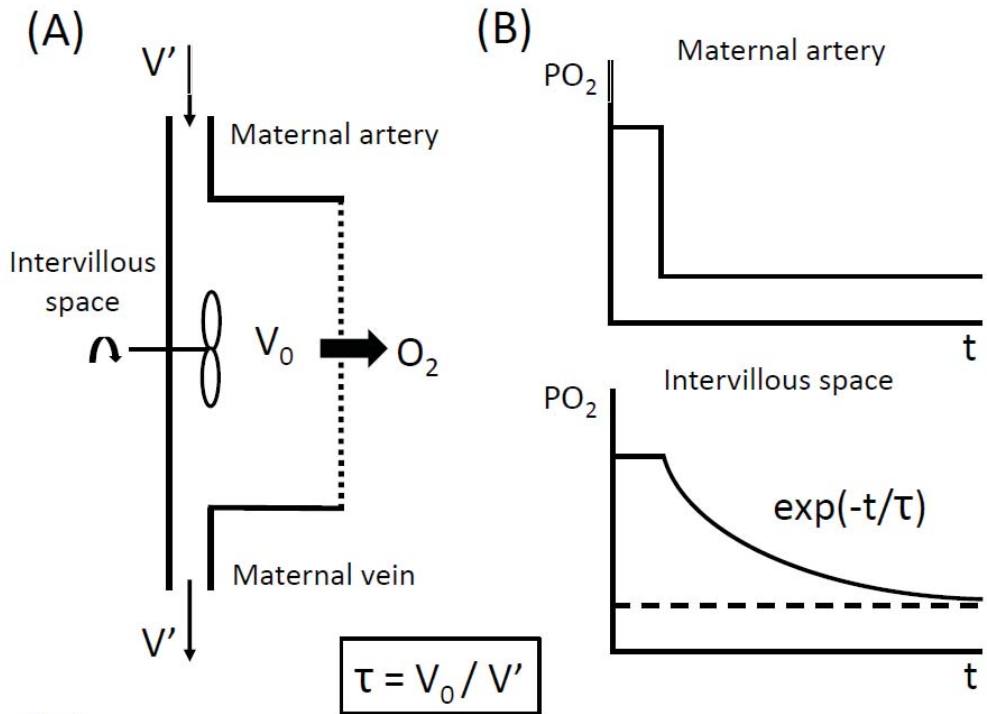 (A)
V'
Maternal artery
Intervillous
space
V₀
O₂
Maternal vein
V'
τ = V₀ / V'
(B)
Maternal artery
PO₂
t
Intervillous space
PO₂
exp(-t/τ)
t